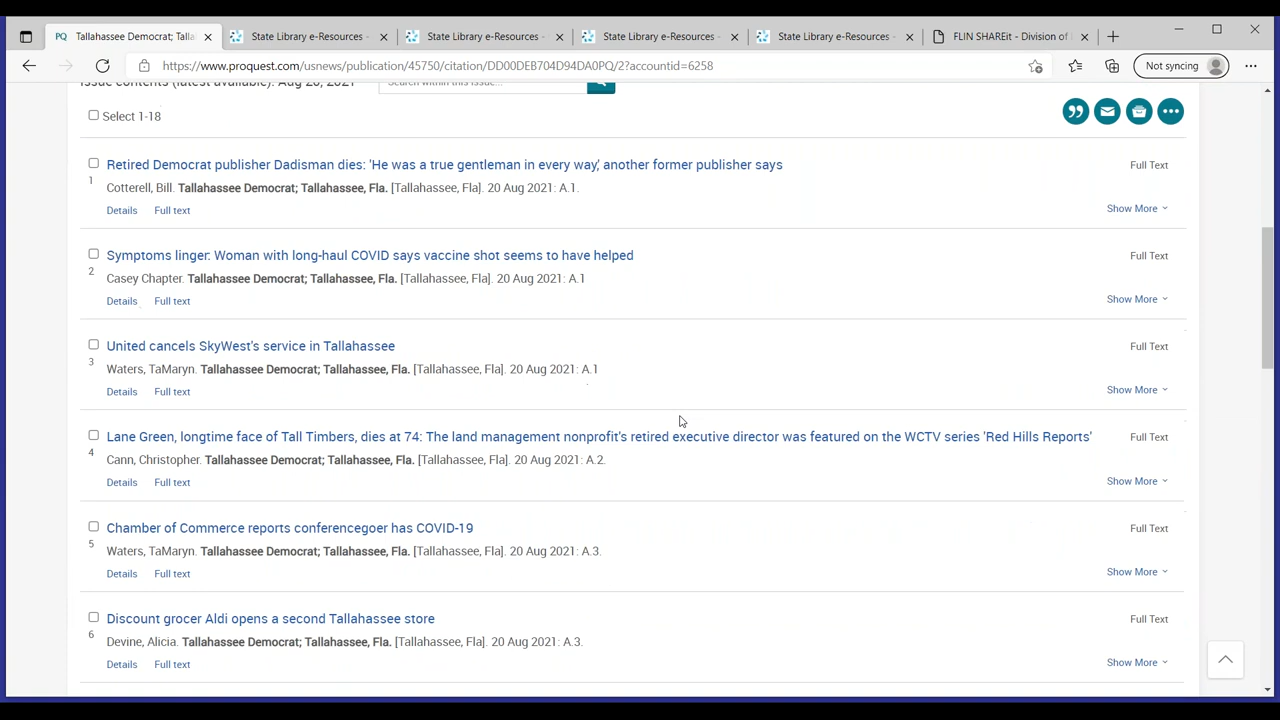 Tallahassee Democrat; Talla
State Library e-Resources -
State Library e-Resources -
State Library e-Resources -
State Library e-Resources -
FLIN SHAREit - Division of
https://www.proquest.com/usnews/publication/45750/citation/DD00DEB704D94DA0PQ/2?accountid=6258
Not syncing
Issue contents (latest available): Aug 20, 2021
Search within this issue...
Select 1-18
Retired Democrat publisher Dadisman dies: 'He was a true gentleman in every way,' another former publisher says
Full Text
1
Cotterell, Bill. Tallahassee Democrat; Tallahassee, Fla. [Tallahassee, Fla]. 20 Aug 2021: A.1.
Details Full text
Show More
Symptoms linger: Woman with long-haul COVID says vaccine shot seems to have helped
Full Text
2
Casey Chapter. Tallahassee Democrat; Tallahassee, Fla. [Tallahassee, Fla]. 20 Aug 2021: A.1
Details Full text
Show More
United cancels SkyWest's service in Tallahassee
Full Text
3
Waters, TaMaryn. Tallahassee Democrat; Tallahassee, Fla. [Tallahassee, Fla]. 20 Aug 2021: A.1
Details Full text
Show More
Lane Green, longtime face of Tall Timbers, dies at 74: The land management nonprofit's retired executive director was featured on the WCTV series 'Red Hills Reports'
Full Text
4
Cann, Christopher. Tallahassee Democrat; Tallahassee, Fla. [Tallahassee, Fla]. 20 Aug 2021: A.2.
Details Full text
Show More
Chamber of Commerce reports conferencegoer has COVID-19
Full Text
5
Waters, TaMaryn. Tallahassee Democrat; Tallahassee, Fla. [Tallahassee, Fla]. 20 Aug 2021: A.3.
Details Full text
Show More
Discount grocer Aldi opens a second Tallahassee store
Full Text
6
Devine, Alicia. Tallahassee Democrat; Tallahassee, Fla. [Tallahassee, Fla]. 20 Aug 2021: A.3.
Details Full text
Show More